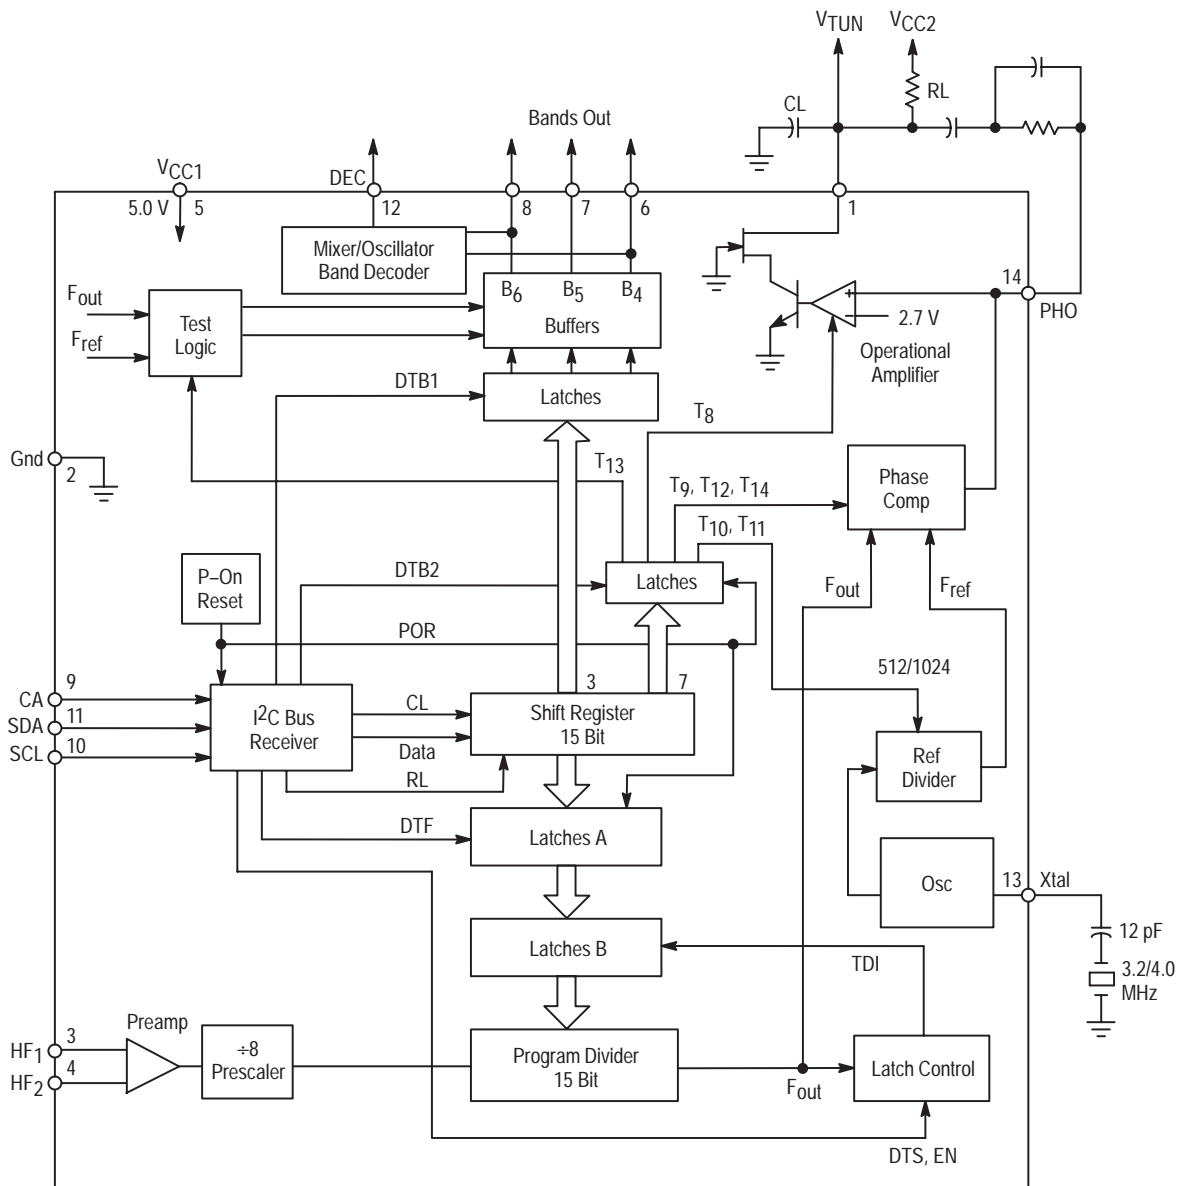 VTUN
VCC2
CL
RL
Bands Out
VCC1
DEC
5.0 V
5
12
8
7
6
1
Mixer/Oscillator
Band Decoder
B6
B5
B4
Buffers
Fout
Fref
Test
Logic
14
PHO
+
−
2.7 V
Operational
Amplifier
DTB1
Latches
T8
Gnd
2
T13
T9, T12, T14
T10, T11
Phase
Comp
P–On
Reset
DTB2
Latches
Fout
Fref
POR
512/1024
CA
9
SDA
11
SCL
10
I2C Bus
Receiver
CL
Data
RL
3
7
Shift Register
15 Bit
Ref
Divider
DTF
Latches A
Osc
13
Xtal
12 pF
3.2/4.0
MHz
Latches B
TDI
Preamp
HF1
3
HF2
4
÷8
Prescaler
Program Divider
15 Bit
Fout
Latch Control
DTS, EN